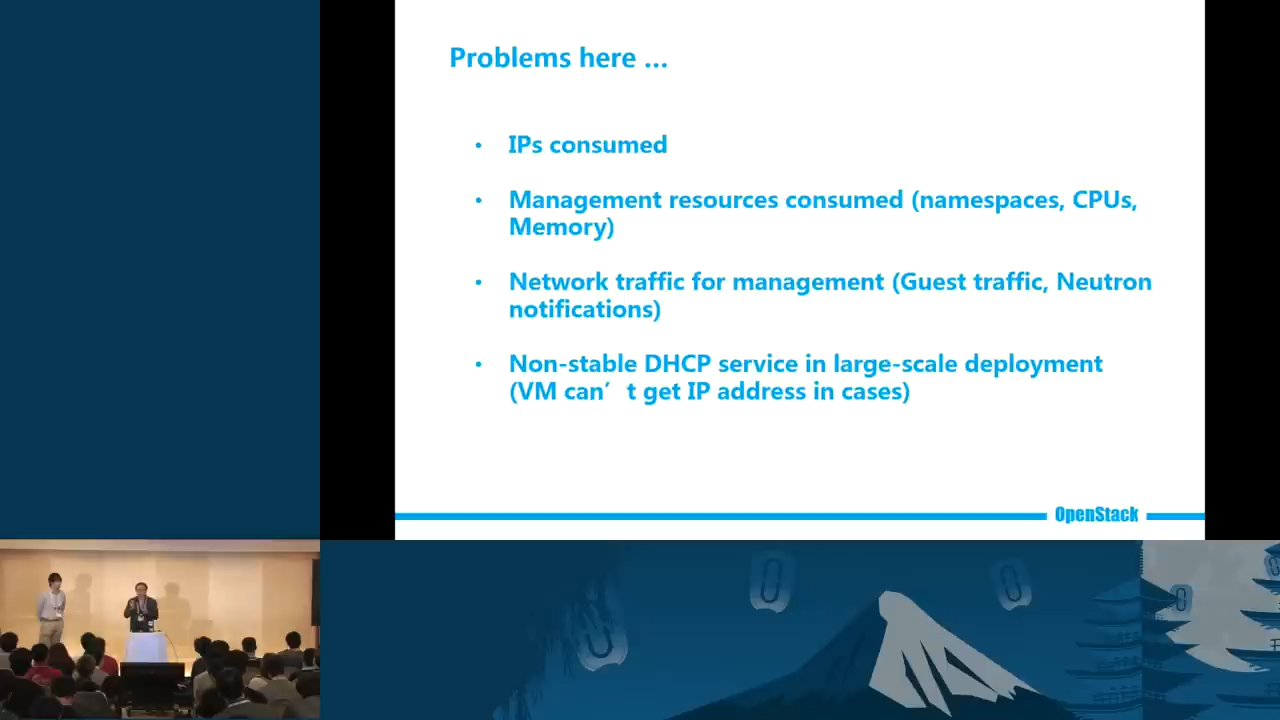 Problems here ...
• IPs consumed
• Management resources consumed (namespaces, CPUs,
Memory)
• Network traffic for management (Guest traffic, Neutron
notifications)
• Non-stable DHCP service in large-scale deployment
(VM can’ t get IP address in cases)
OpenStack